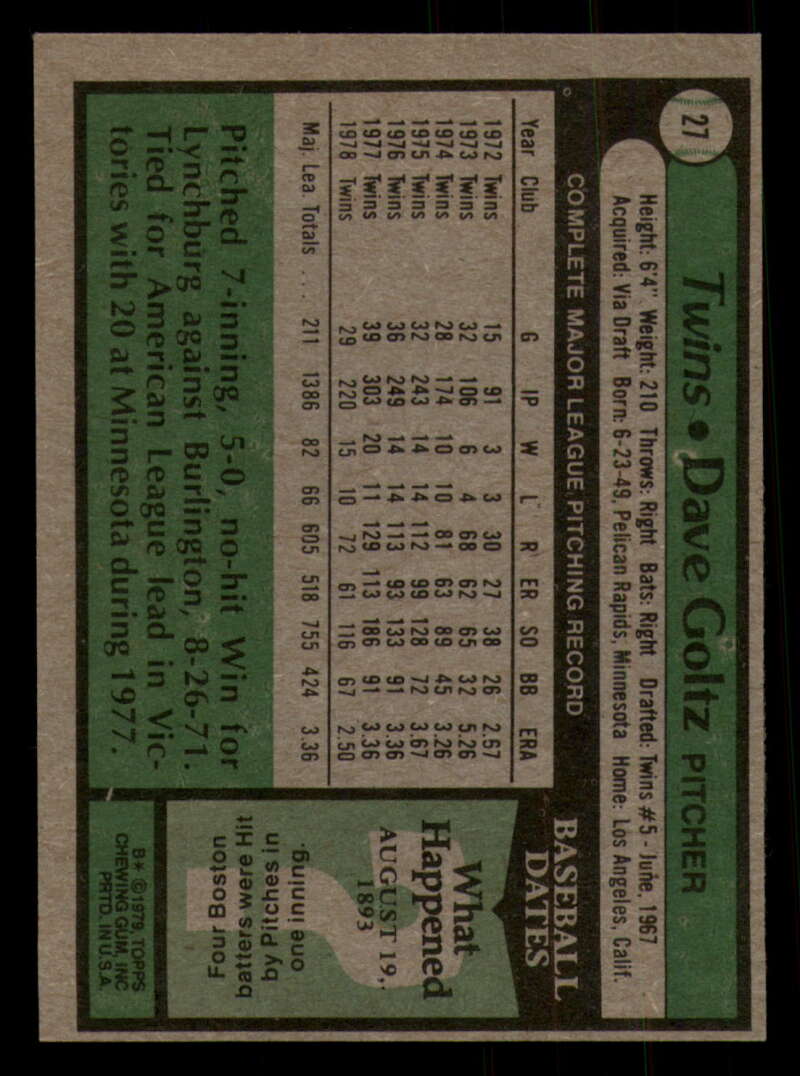 27
Twins • Dave Goltz PITCHER
Height: 6'4" Weight: 210 Throws: Right Bats: Right Drafted: Twins #5 - June, 1967
Acquired: Via Draft Born: 6-23-49, Pelican Rapids, Minnesota Home: Los Angeles, Calif.
COMPLETE MAJOR LEAGUE PITCHING RECORD
Year Club G IP W L R ER SO BB ERA
1972 Twins 15 91 3 3 30 27 38 26 2.67
1973 Twins 32 106 6 4 68 62 65 32 5.26
1974 Twins 28 174 10 10 81 63 89 45 3.26
1975 Twins 32 243 14 14 112 99 128 72 3.67
1976 Twins 36 249 14 14 113 93 133 91 3.36
1977 Twins 39 303 20 11 129 113 186 91 3.36
1978 Twins 29 220 15 10 72 61 116 67 2.50
Maj. Lea. Totals . . . 211 1386 82 66 605 518 755 424 3.36
Pitched 7-inning, 5-0, no-hit Win for
Lynchburg against Burlington, 8-26-71.
Tied for American League lead in Vic-
tories with 20 at Minnesota during 1977.
BASEBALL
DATES
What
Happened
AUGUST 19,
1893
Four Boston
batters were Hit
by Pitches in
one inning.
B* ©1979, TOPPS
CHEWING GUM, INC
PRTD. IN U.S.A.